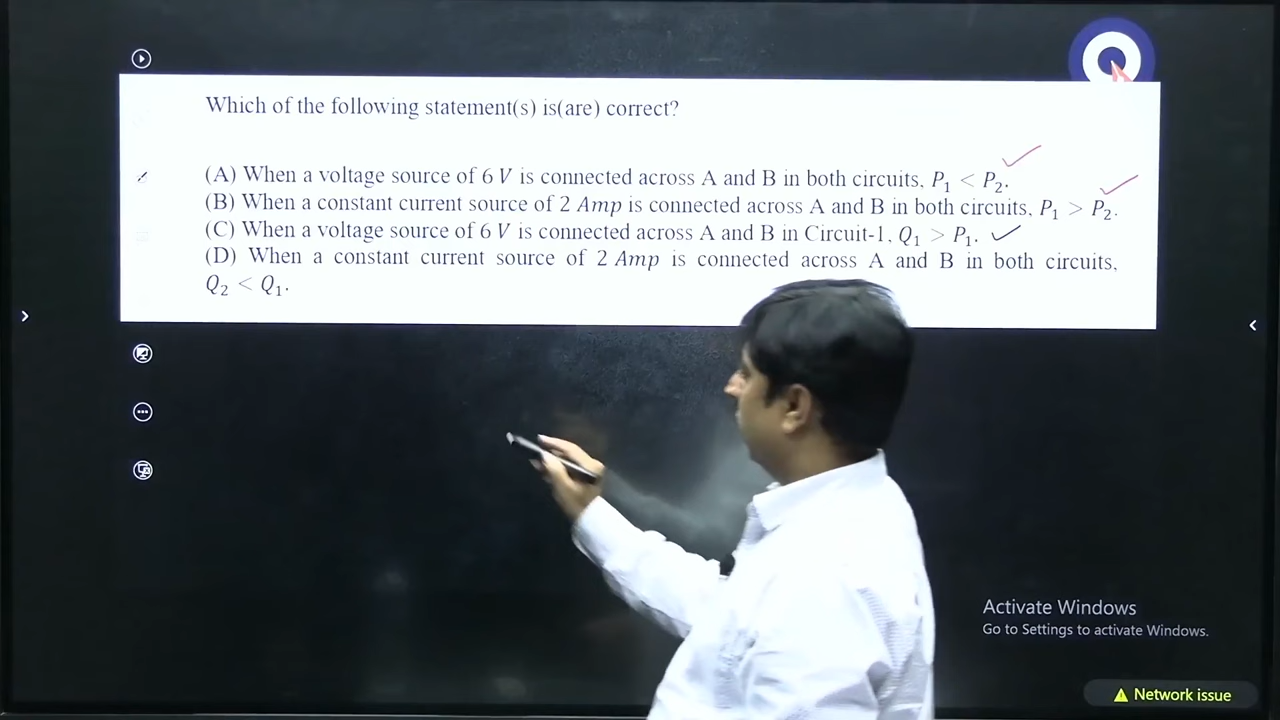 Which of the following statement(s) is(are) correct?
(A) When a voltage source of 6 V is connected across A and B in both circuits, P₁ < P₂.
(B) When a constant current source of 2 Amp is connected across A and B in both circuits, P₁ > P₂.
(C) When a voltage source of 6 V is connected across A and B in Circuit-1, Q₁ > P₁.
(D) When a constant current source of 2 Amp is connected across A and B in both circuits,
Q₂ < Q₁.
Activate Windows
Go to Settings to activate Windows.
Network issue